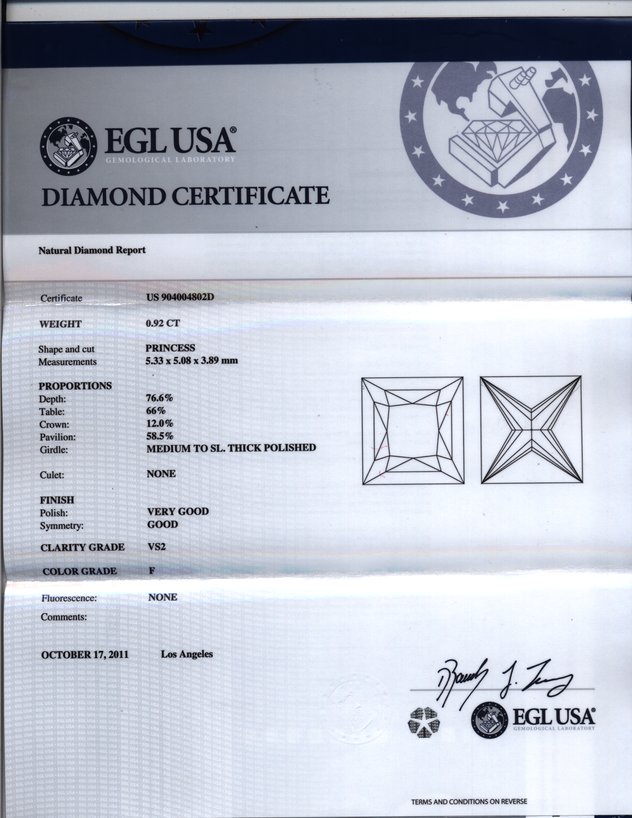 EGL USA®
GEMOLOGICAL LABORATORY
DIAMOND CERTIFICATE
Natural Diamond Report
Certificate US 904004802D
WEIGHT 0.92 CT
Shape and cut PRINCESS
Measurements 5.33 x 5.08 x 3.89 mm
PROPORTIONS
Depth: 76.6%
Table: 66%
Crown: 12.0%
Pavilion: 58.5%
Girdle: MEDIUM TO SL. THICK POLISHED
Culet: NONE
FINISH
Polish: VERY GOOD
Symmetry: GOOD
CLARITY GRADE VS2
COLOR GRADE F
Fluorescence: NONE
Comments:
OCTOBER 17, 2011 Los Angeles
EGL USA®
GEMOLOGICAL LABORATORY
TERMS AND CONDITIONS ON REVERSE